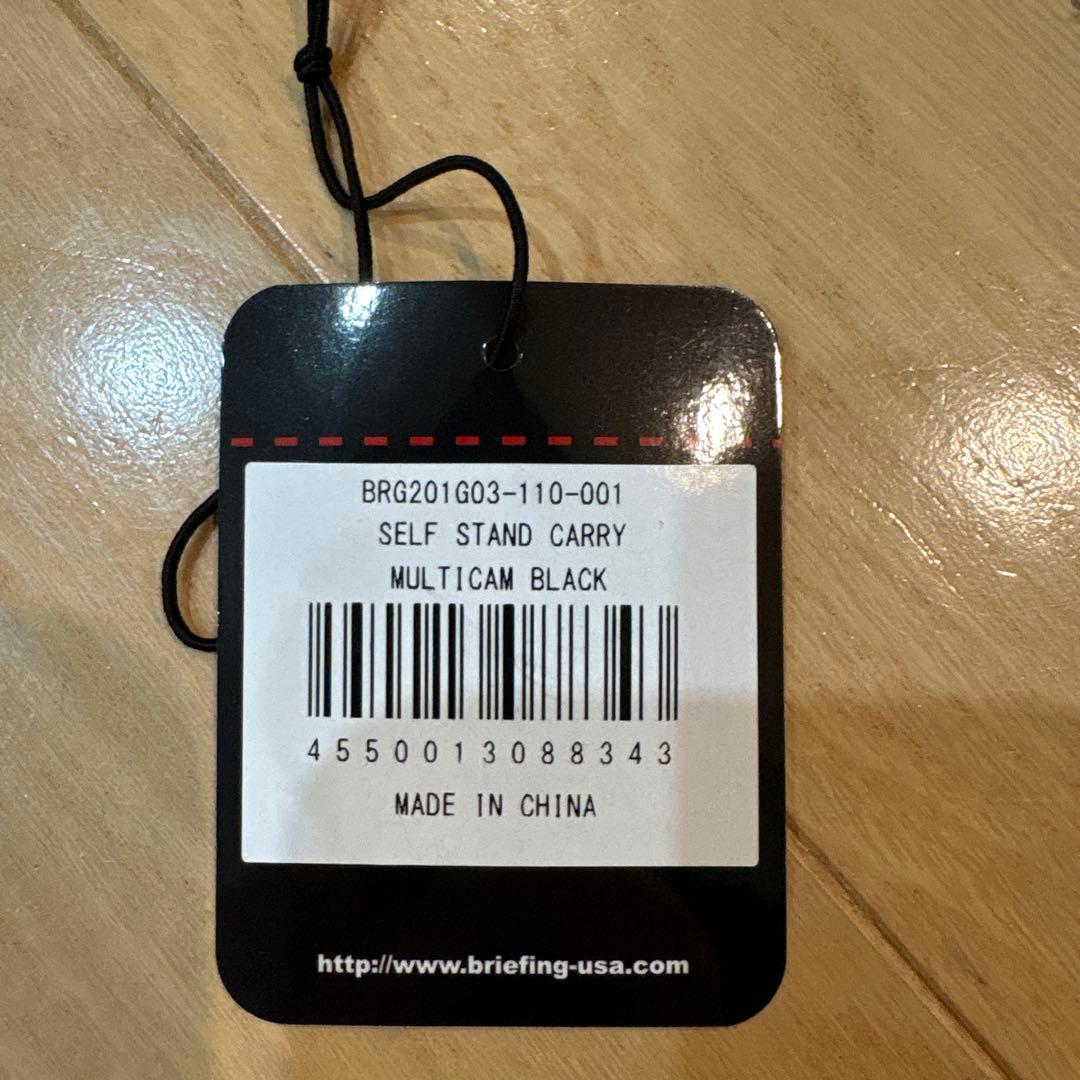 BRG201G03-110-001
SELF STAND CARRY
MULTICAM BLACK
4550013088343
MADE IN CHINA
http://www.briefing-usa.com